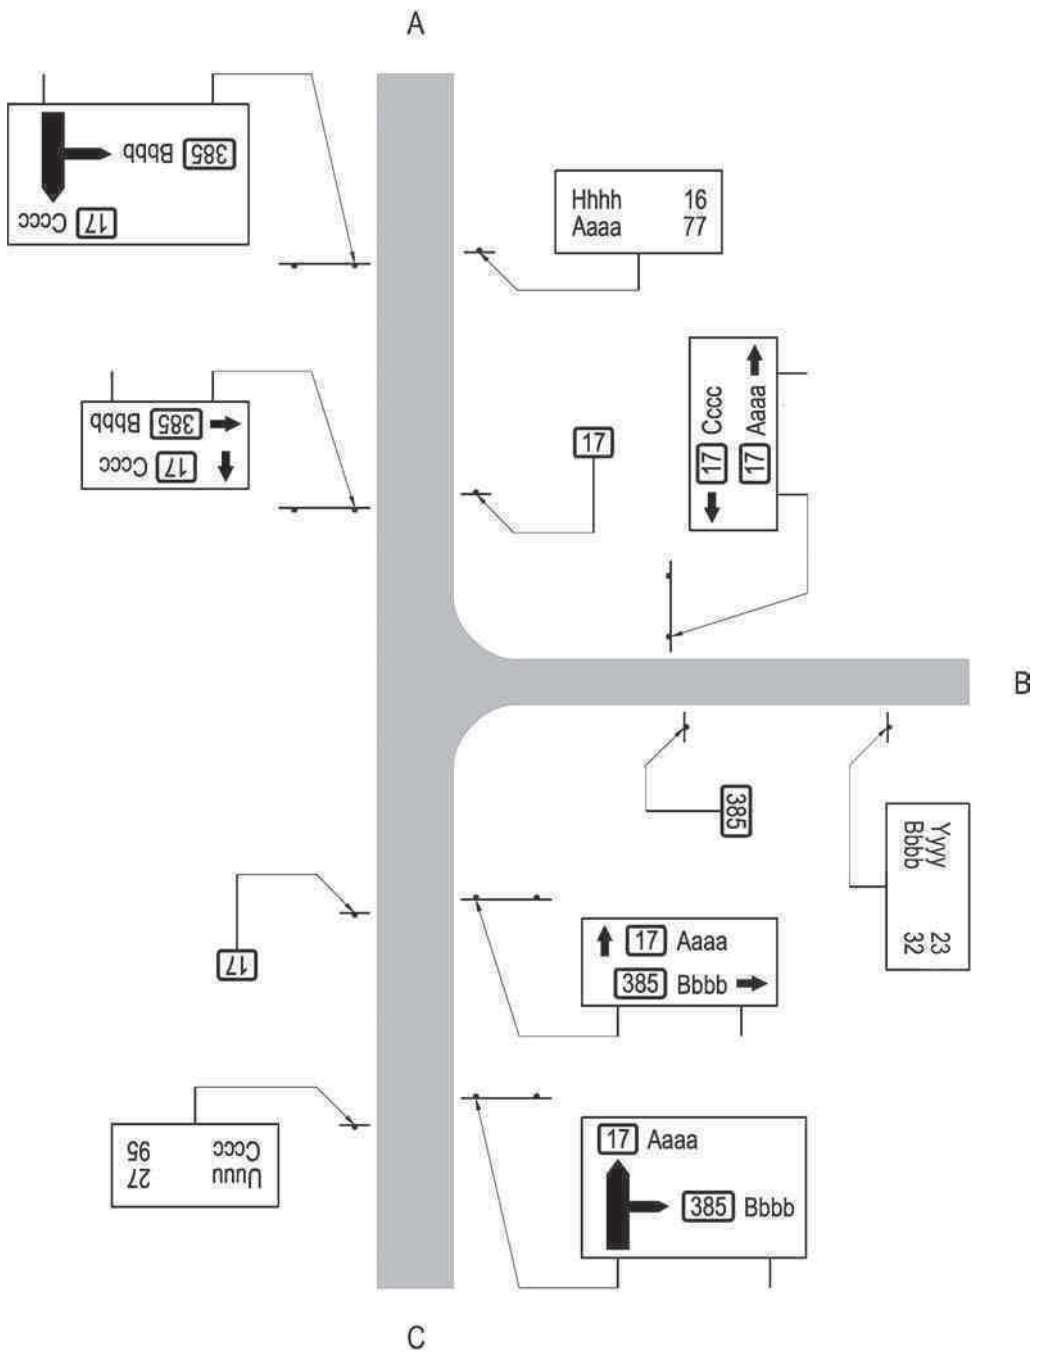 A
385 Bbbb
17 Cccc
Hhhh 16
Aaaa 77
385 Bbbb
17 Cccc
17
17 Cccc
17 Aaaa
B
385
Yyyy 23
Bbbb 32
17
17 Aaaa
385 Bbbb
Uuuu 27
Cccc 95
17 Aaaa
385 Bbbb
C